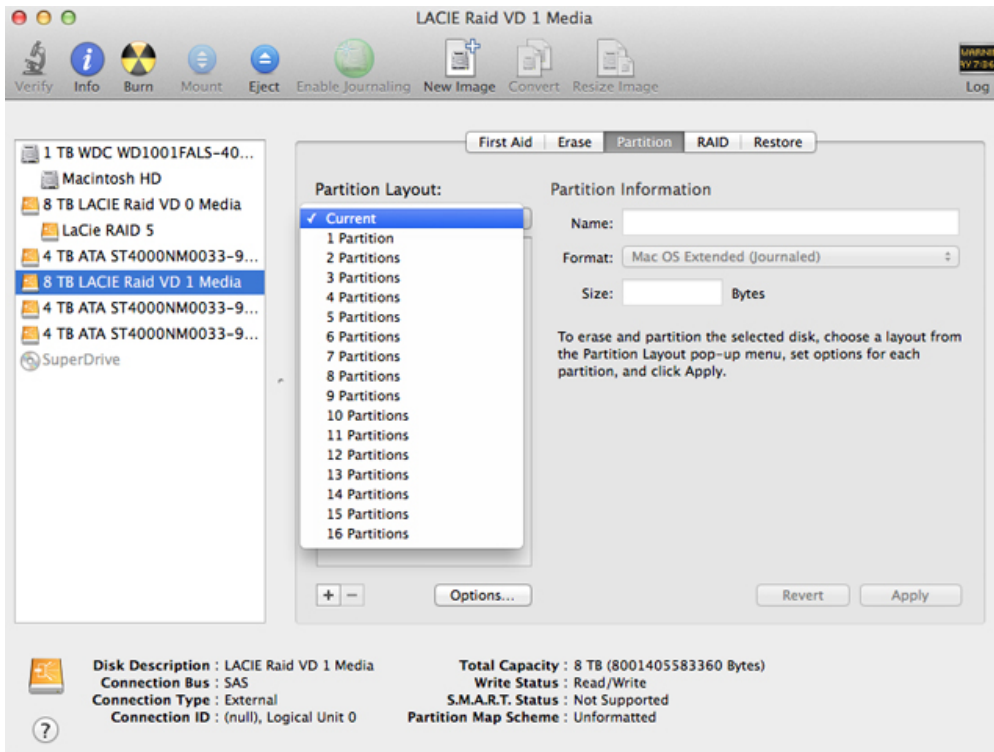 LACIE Raid VD 1 Media
Verify Info Burn Mount Eject Enable Journaling New Image Convert Resize Image Log
1 TB WDC WD1001FALS-40...
Macintosh HD
8 TB LACIE Raid VD 0 Media
LaCie RAID 5
4 TB ATA ST4000NM0033-9...
8 TB LACIE Raid VD 1 Media
4 TB ATA ST4000NM0033-9...
4 TB ATA ST4000NM0033-9...
SuperDrive
First Aid Erase Partition RAID Restore
Partition Layout:
✓ Current
1 Partition
2 Partitions
3 Partitions
4 Partitions
5 Partitions
6 Partitions
7 Partitions
8 Partitions
9 Partitions
10 Partitions
11 Partitions
12 Partitions
13 Partitions
14 Partitions
15 Partitions
16 Partitions
+ − Options...
Partition Information
Name:
Format: Mac OS Extended (Journaled)
Size: Bytes
To erase and partition the selected disk, choose a layout from
the Partition Layout pop-up menu, set options for each
partition, and click Apply.
Revert Apply
Disk Description : LACIE Raid VD 1 Media
Connection Bus : SAS
Connection Type : External
Connection ID : (null), Logical Unit 0
Total Capacity : 8 TB (8001405583360 Bytes)
Write Status : Read/Write
S.M.A.R.T. Status : Not Supported
Partition Map Scheme : Unformatted
?